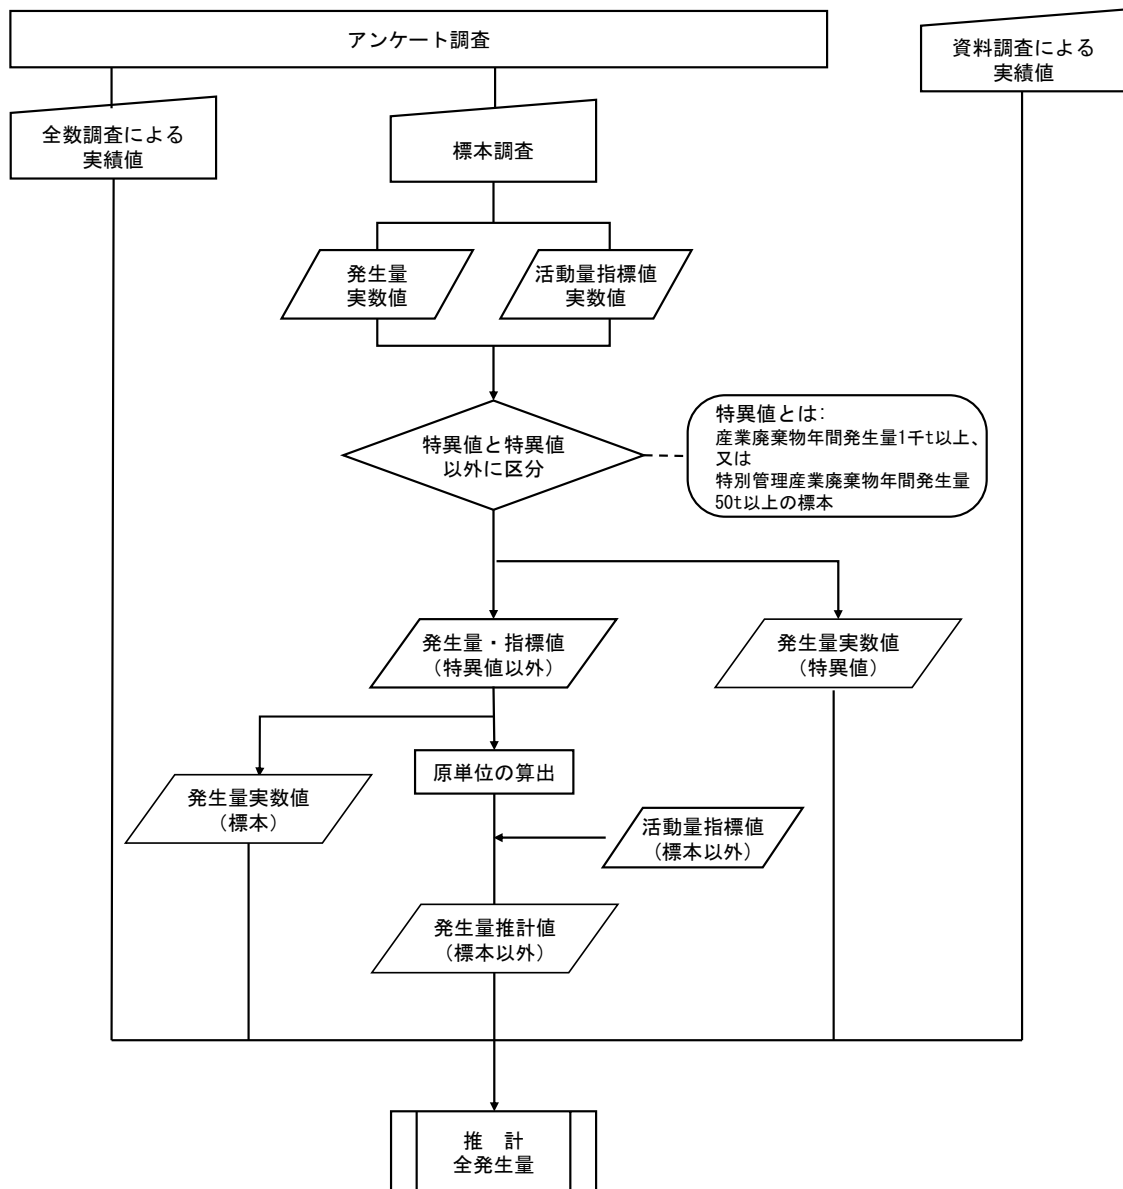 アンケート調査
資料調査による
実績値
全数調査による
実績値
標本調査
発生量
実数値
活動量指標値
実数値
特異値と特異値
以外に区分
特異値とは:
産業廃棄物年間発生量1千t以上、
又は
特別管理産業廃棄物年間発生量
50t以上の標本
発生量・指標値
(特異値以外)
発生量実数値
(特異値)
原単位の算出
発生量実数値
(標本)
活動量指標値
(標本以外)
発生量推計値
(標本以外)
推 計
全発生量